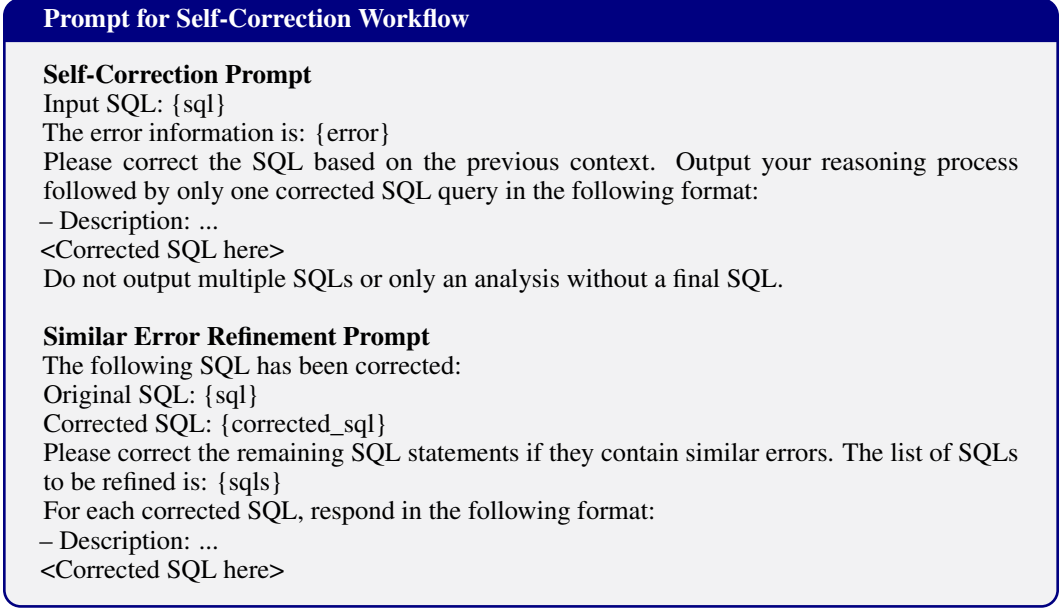 Prompt for Self-Correction Workflow
Self-Correction Prompt
Input SQL: {sql}
The error information is: {error}
Please correct the SQL based on the previous context. Output your reasoning process
followed by only one corrected SQL query in the following format:
– Description: ...
<Corrected SQL here>
Do not output multiple SQLs or only an analysis without a final SQL.
Similar Error Refinement Prompt
The following SQL has been corrected:
Original SQL: {sql}
Corrected SQL: {corrected_sql}
Please correct the remaining SQL statements if they contain similar errors. The list of SQLs
to be refined is: {sqls}
For each corrected SQL, respond in the following format:
– Description: ...
<Corrected SQL here>